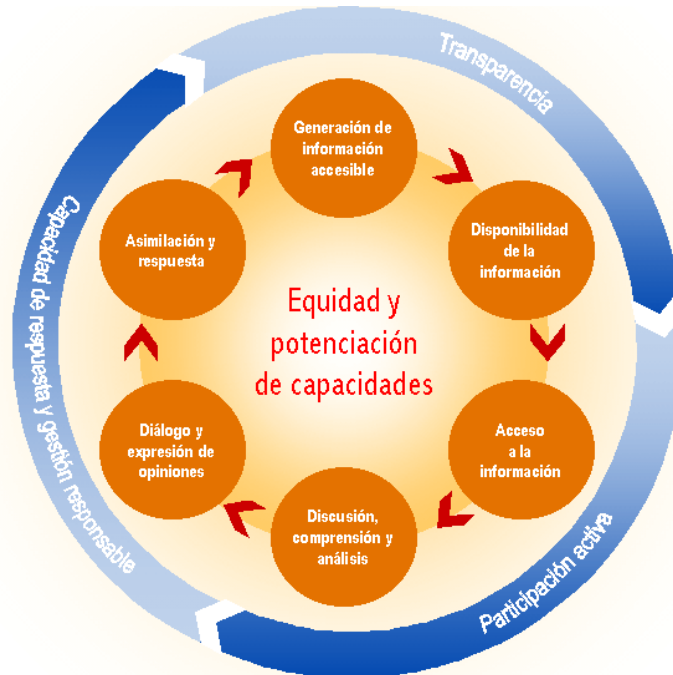 Transparencia
Generación de
información
accesible
Disponibilidad
de la
información
Acceso
a la
información
Participación activa
Discusión,
comprensión y
análisis
Diálogo y
expresión de
opiniones
Capacidad de respuesta y gestión responsable
Asimilación y
respuesta
Equidad y
potenciación
de capacidades